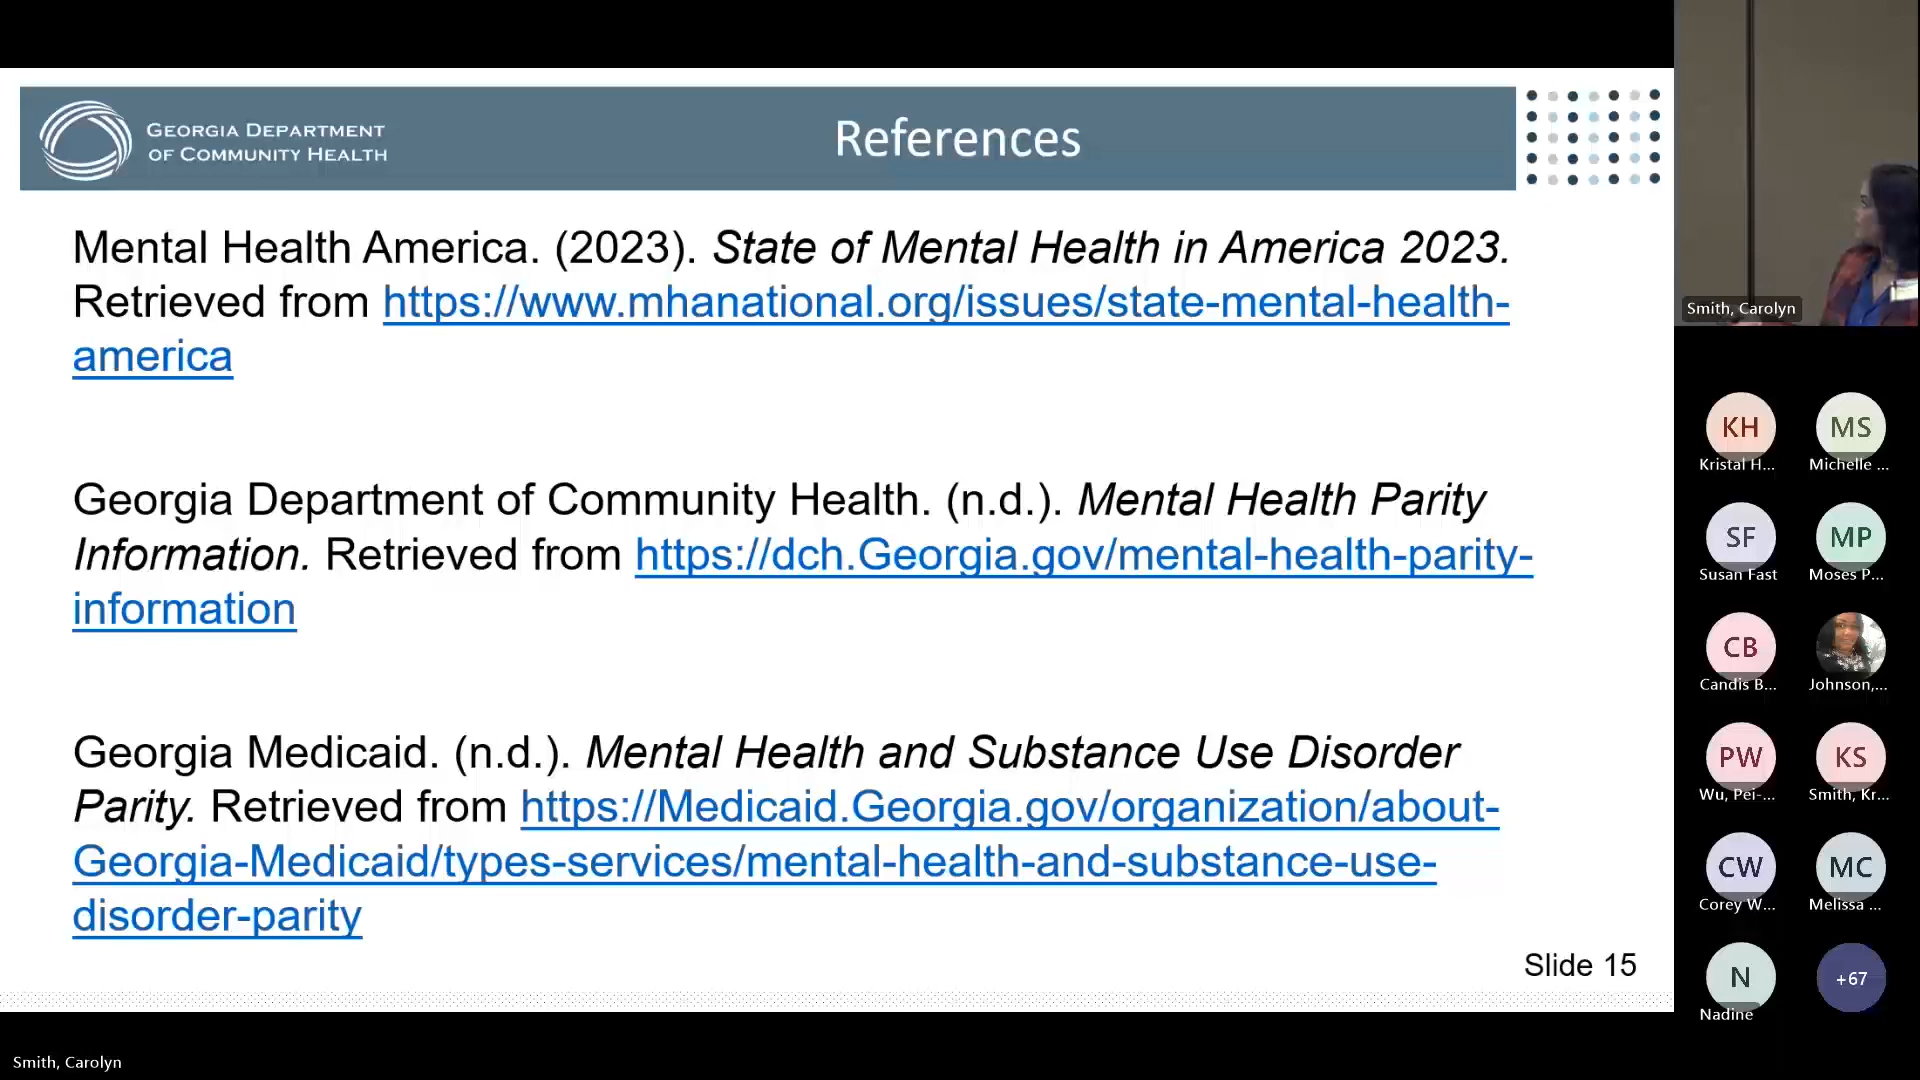 GEORGIA DEPARTMENT
OF COMMUNITY HEALTH
References
Mental Health America. (2023). State of Mental Health in America 2023.
Retrieved from https://www.mhanational.org/issues/state-mental-health-
america
Georgia Department of Community Health. (n.d.). Mental Health Parity
Information. Retrieved from https://dch.Georgia.gov/mental-health-parity-
information
Georgia Medicaid. (n.d.). Mental Health and Substance Use Disorder
Parity. Retrieved from https://Medicaid.Georgia.gov/organization/about-
Georgia-Medicaid/types-services/mental-health-and-substance-use-
disorder-parity
Slide 15
Smith, Carolyn
KH
Kristal H...
MS
Michelle ...
SF
Susan Fast
MP
Moses P...
CB
Candis B...
Johnson,...
PW
Wu, Pei-...
KS
Smith, Kr...
CW
Corey W...
MC
Melissa ...
N
Nadine
+67
Smith, Carolyn